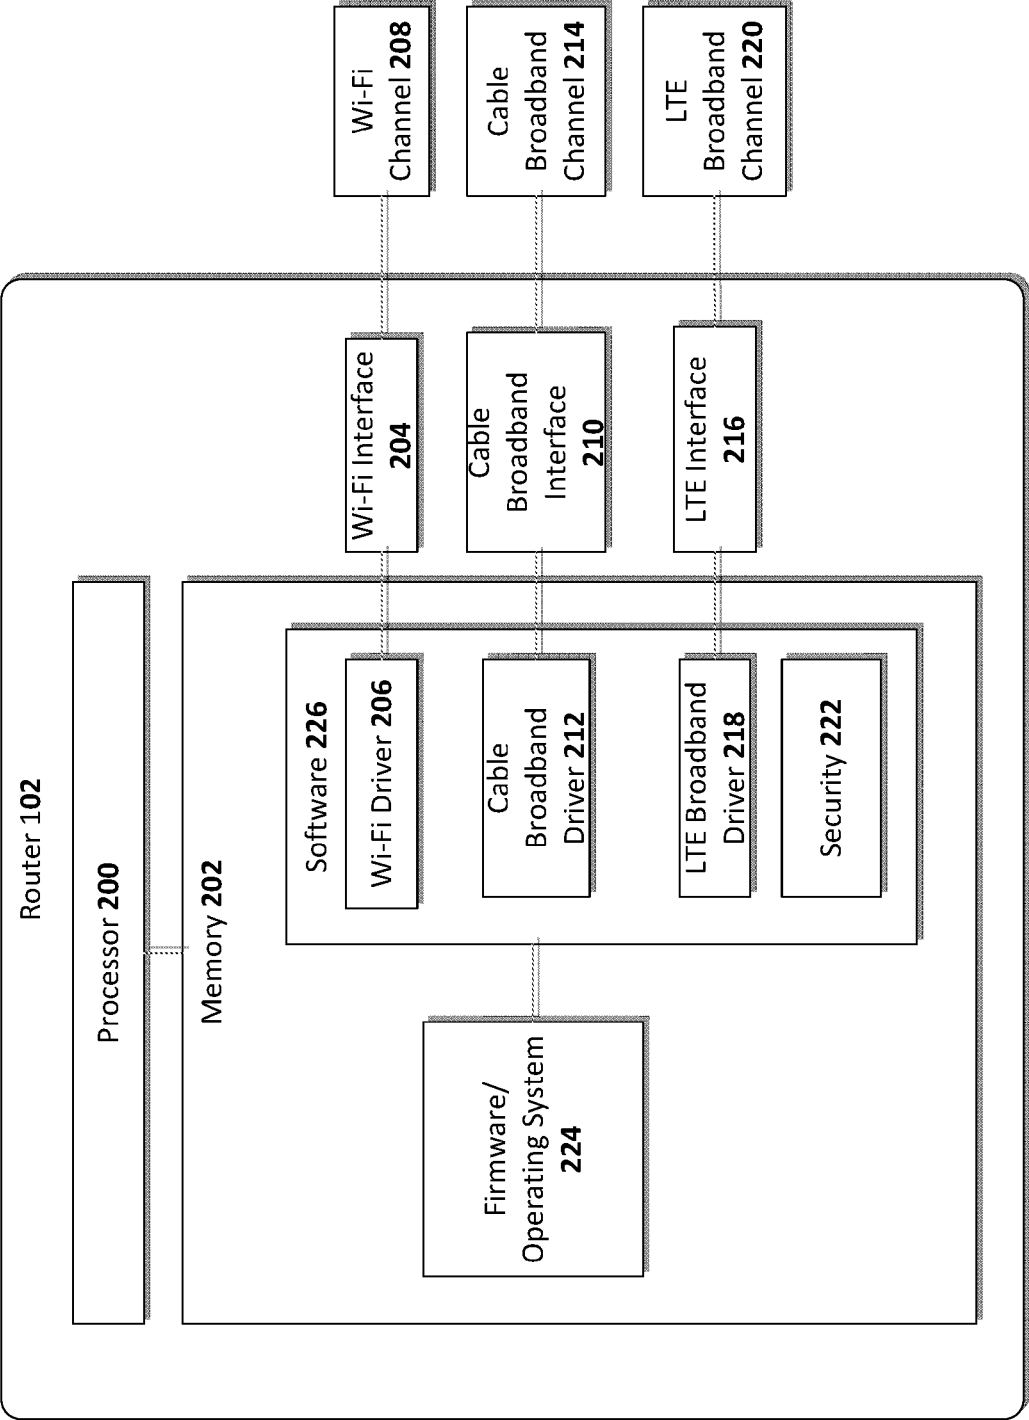 Router 102
Processor 200
Memory 202
Firmware/
Operating System
224
Software 226
Wi-Fi Driver 206
Cable
Broadband
Driver 212
LTE Broadband
Driver 218
Security 222
Wi-Fi Interface
204
Cable
Broadband
Interface
210
LTE Interface
216
Wi-Fi
Channel 208
Cable
Broadband
Channel 214
LTE
Broadband
Channel 220